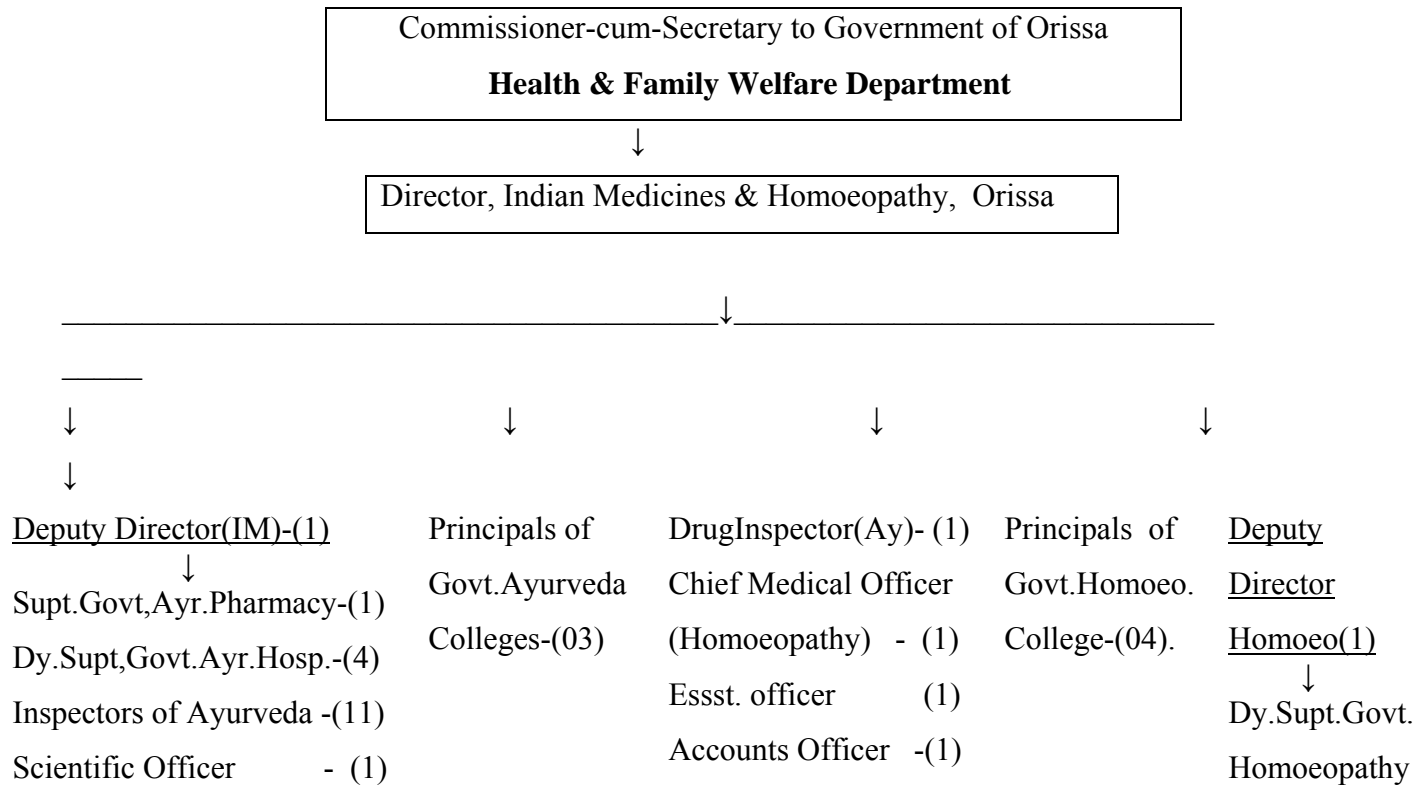 Commissioner-cum-Secretary to Government of Orissa
Health & Family Welfare Department
↓
Director, Indian Medicines & Homoeopathy, Orissa
↓
↓ ↓ ↓ ↓
↓
Deputy Director(IM)-(1)
↓
Supt.Govt,Ayr.Pharmacy-(1)
Dy.Supt,Govt.Ayr.Hosp.-(4)
Inspectors of Ayurveda -(11)
Scientific Officer - (1)
Principals of
Govt.Ayurveda
Colleges-(03)
DrugInspector(Ay)- (1)
Chief Medical Officer
(Homoeopathy) - (1)
Essst. officer (1)
Accounts Officer -(1)
Principals of
Govt.Homoeo.
College-(04).
Deputy
Director
Homoeo(1)
↓
Dy.Supt.Govt.
Homoeopathy